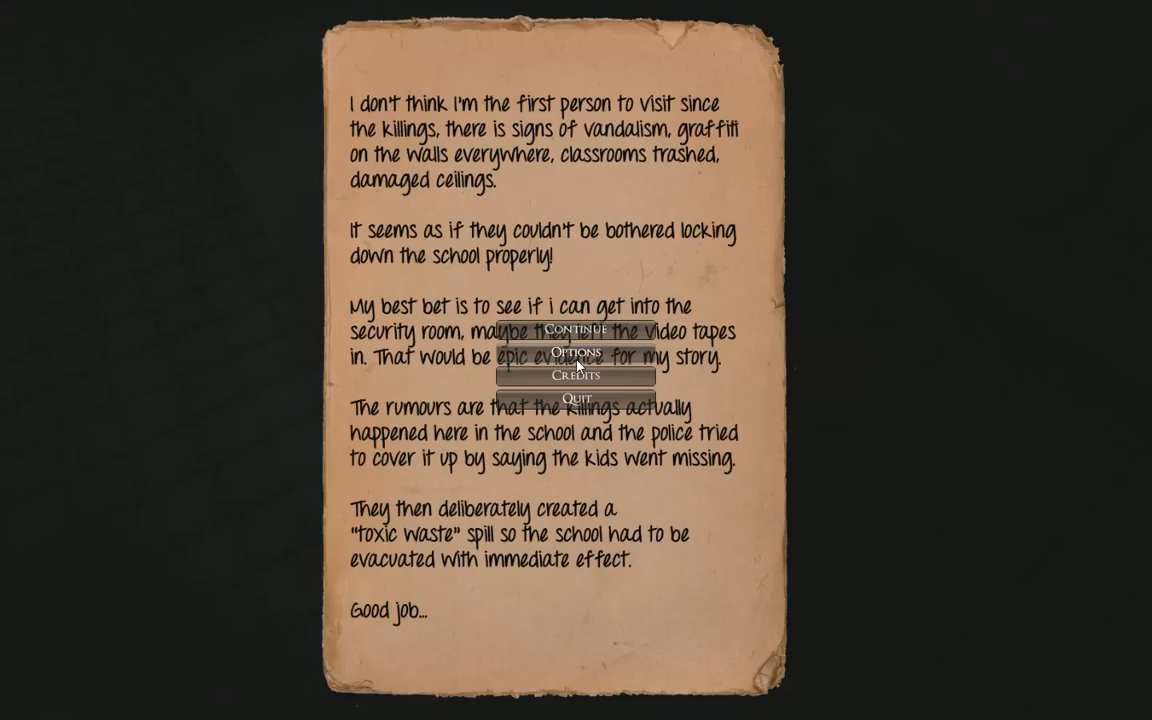 I don't think I'm the first person to visit since
the killings, there is signs of vandalism, graffiti
on the walls everywhere, classrooms trashed,
damaged ceilings.
It seems as if they couldn't be bothered locking
down the school properly!
My best bet is to see if i can get into the
security room, maybe they left the video tapes
in. That would be epic evidence for my story.
The rumours are that the killings actually
happened here in the school and the police tried
to cover it up by saying the kids went missing.
They then deliberately created a
"toxic waste" spill so the school had to be
evacuated with immediate effect.
Good job...
Continue
Options
Credits
Quit